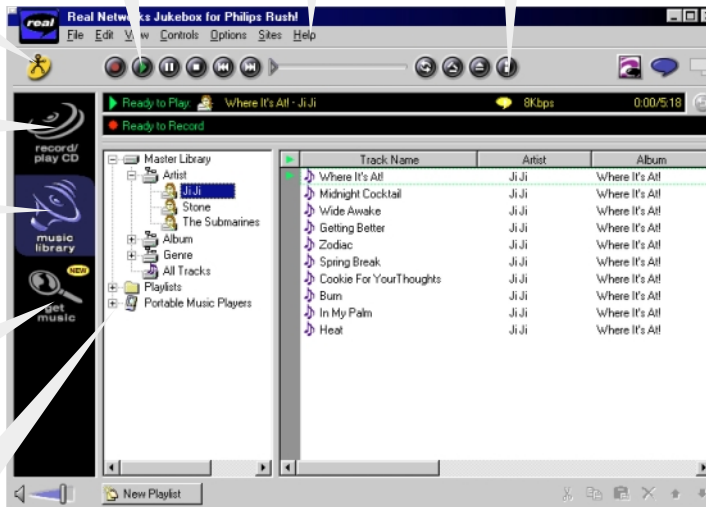 real
Real Networks Jukebox for Philips Rush!
File Edit View Controls Options Sites Help
Ready to Play: Where It's At! - Ji Ji 8Kbps 0:00/5:18
Ready to Record
record/
play CD
music
library
NEW
get
music
Master Library
Artist
Ji Ji
Stone
The Submarines
Album
Genre
All Tracks
Playlists
Portable Music Players
Track Name Artist Album
Where It's At! Ji Ji Where It's At!
Midnight Cocktail Ji Ji Where It's At!
Wide Awake Ji Ji Where It's At!
Getting Better Ji Ji Where It's At!
Zodiac Ji Ji Where It's At!
Spring Break Ji Ji Where It's At!
Cookie For YourThoughts Ji Ji Where It's At!
Burn Ji Ji Where It's At!
In My Palm Ji Ji Where It's At!
Heat Ji Ji Where It's At!
New Playlist